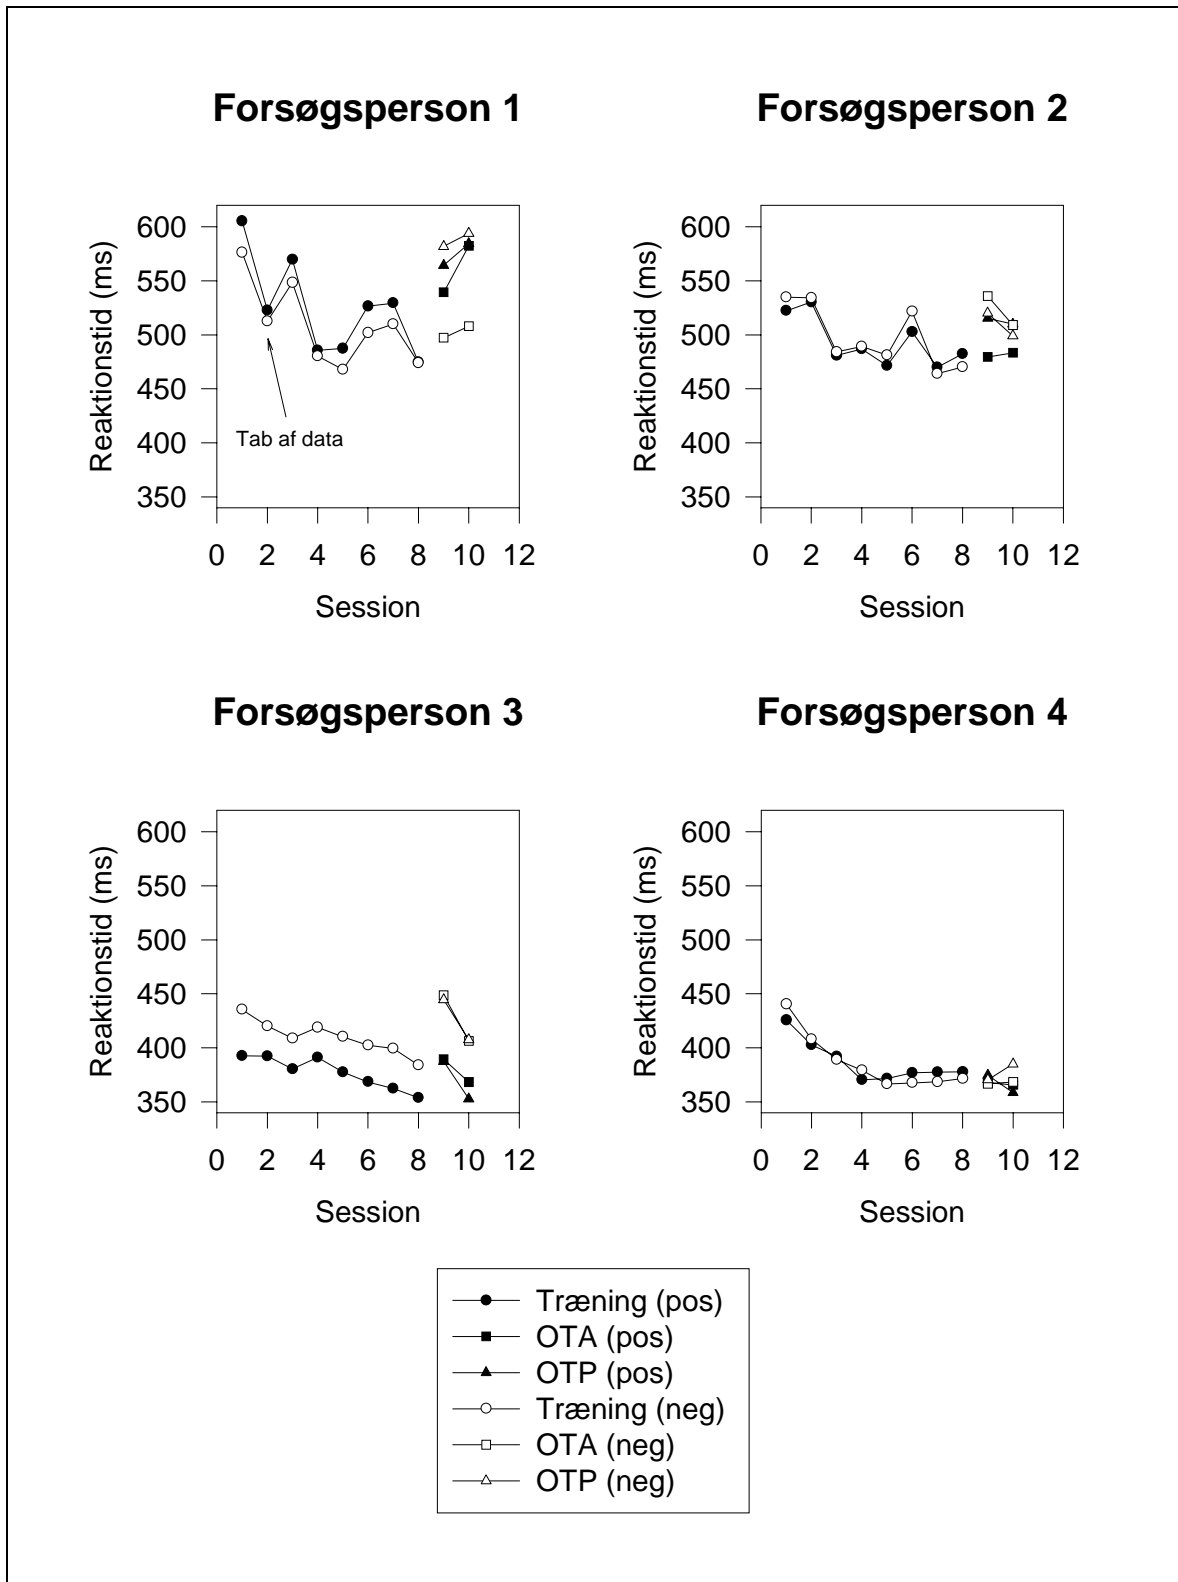 Forsøgsperson 1
Reaktionstid (ms)
600
550
500
450
400
350
Tab af data
0 2 4 6 8 10 12
Session
Forsøgsperson 2
Reaktionstid (ms)
600
550
500
450
400
350
0 2 4 6 8 10 12
Session
Forsøgsperson 3
Reaktionstid (ms)
600
550
500
450
400
350
0 2 4 6 8 10 12
Session
Forsøgsperson 4
Reaktionstid (ms)
600
550
500
450
400
350
0 2 4 6 8 10 12
Session
Træning (pos)
OTA (pos)
OTP (pos)
Træning (neg)
OTA (neg)
OTP (neg)